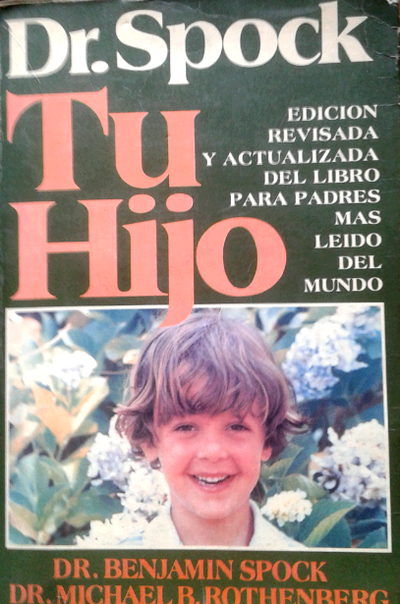 Dr. Spock
Tu
Hijo
EDICION
REVISADA
Y ACTUALIZADA
DEL LIBRO
PARA PADRES
MAS
LEIDO
DEL
MUNDO
DR. BENJAMIN SPOCK
DR. MICHAEL B. ROTHENBERG